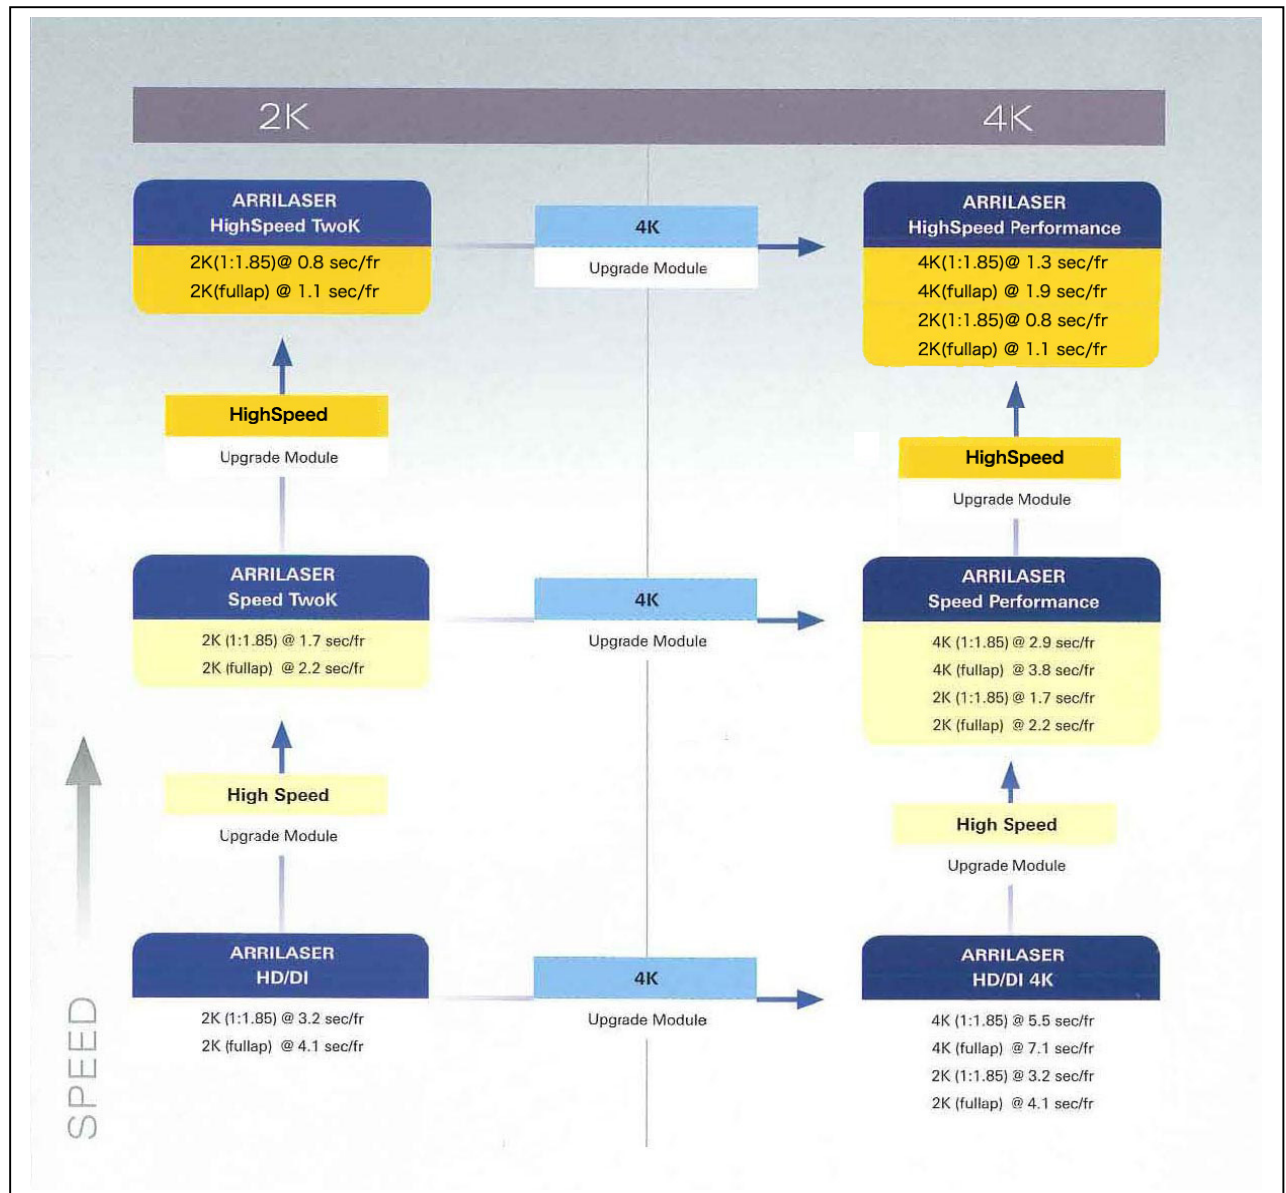 2K
4K
ARRILASER
HighSpeed TwoK
2K(1:1.85)@ 0.8 sec/fr
2K(fullap) @ 1.1 sec/fr
4K
Upgrade Module
ARRILASER
HighSpeed Performance
4K(1:1.85)@ 1.3 sec/fr
4K(fullap) @ 1.9 sec/fr
2K(1:1.85)@ 0.8 sec/fr
2K(fullap) @ 1.1 sec/fr
HighSpeed
Upgrade Module
HighSpeed
Upgrade Module
ARRILASER
Speed TwoK
2K (1:1.85) @ 1.7 sec/fr
2K (fullap) @ 2.2 sec/fr
4K
Upgrade Module
ARRILASER
Speed Performance
4K (1:1.85) @ 2.9 sec/fr
4K (fullap) @ 3.8 sec/fr
2K (1:1.85) @ 1.7 sec/fr
2K (fullap) @ 2.2 sec/fr
High Speed
Upgrade Module
High Speed
Upgrade Module
ARRILASER
HD/DI
2K (1:1.85) @ 3.2 sec/fr
2K (fullap) @ 4.1 sec/fr
4K
Upgrade Module
ARRILASER
HD/DI 4K
4K (1:1.85) @ 5.5 sec/fr
4K (fullap) @ 7.1 sec/fr
2K (1:1.85) @ 3.2 sec/fr
2K (fullap) @ 4.1 sec/fr
SPEED